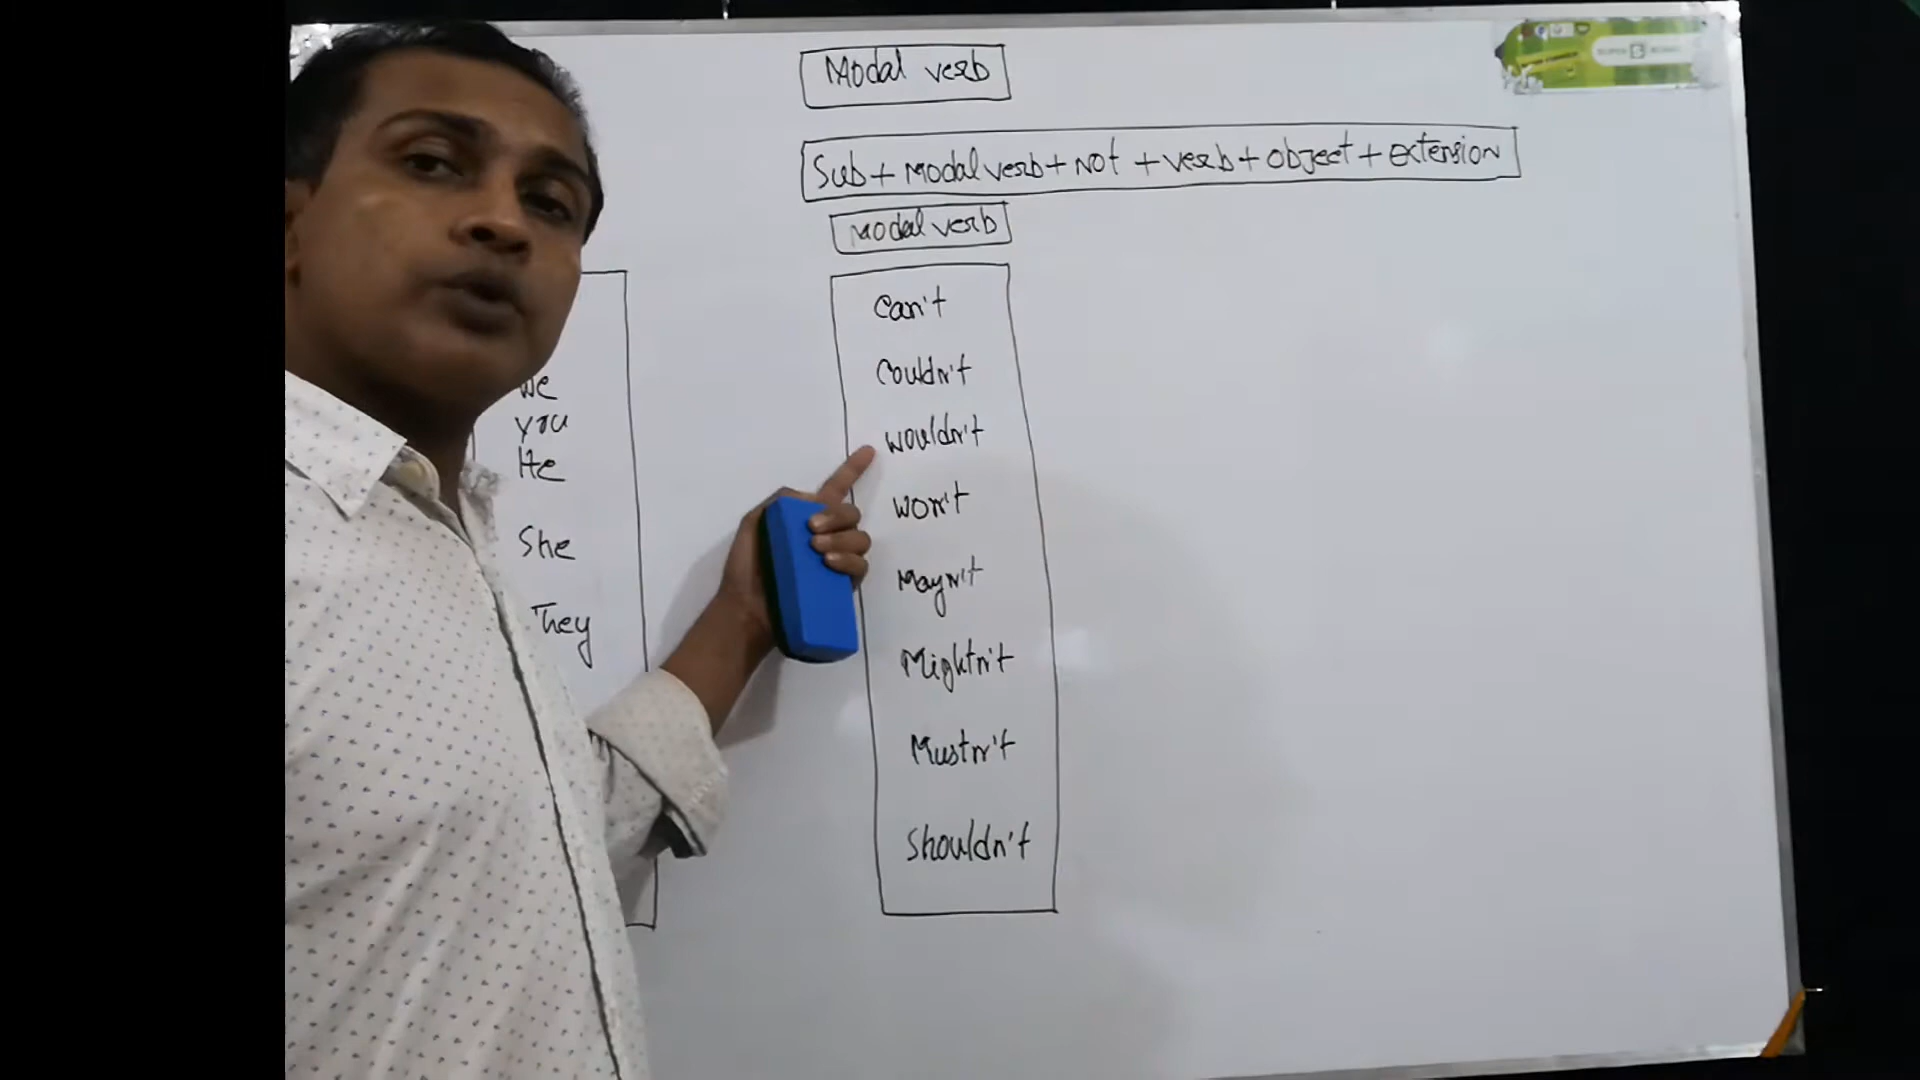 Modal verb
Sub + Modal verb + Not + verb + object + extension
Modal verb
We
you
He
She
They
Can't
Couldn't
Wouldn't
Won't
Mayn't
Mightn't
Mustn't
Shouldn't